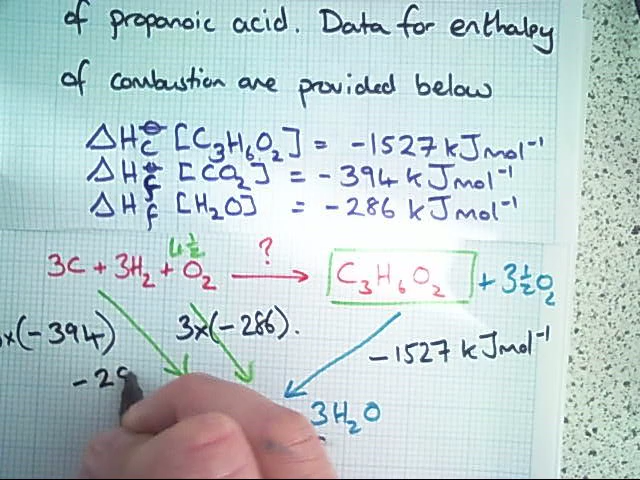 of propanoic acid. Data for enthalpy
of combustion are provided below
ΔH⦵c [C3H6O2] = -1527 kJmol⁻¹
ΔH⦵f [CO2] = -394 kJmol⁻¹
ΔHf [H2O] = -286 kJmol⁻¹
4½
3C + 3H2 + O2 ? C3H6O2 + 3½O2
x(-394) 3x(-286).
-1527 kJmol⁻¹
3H2O